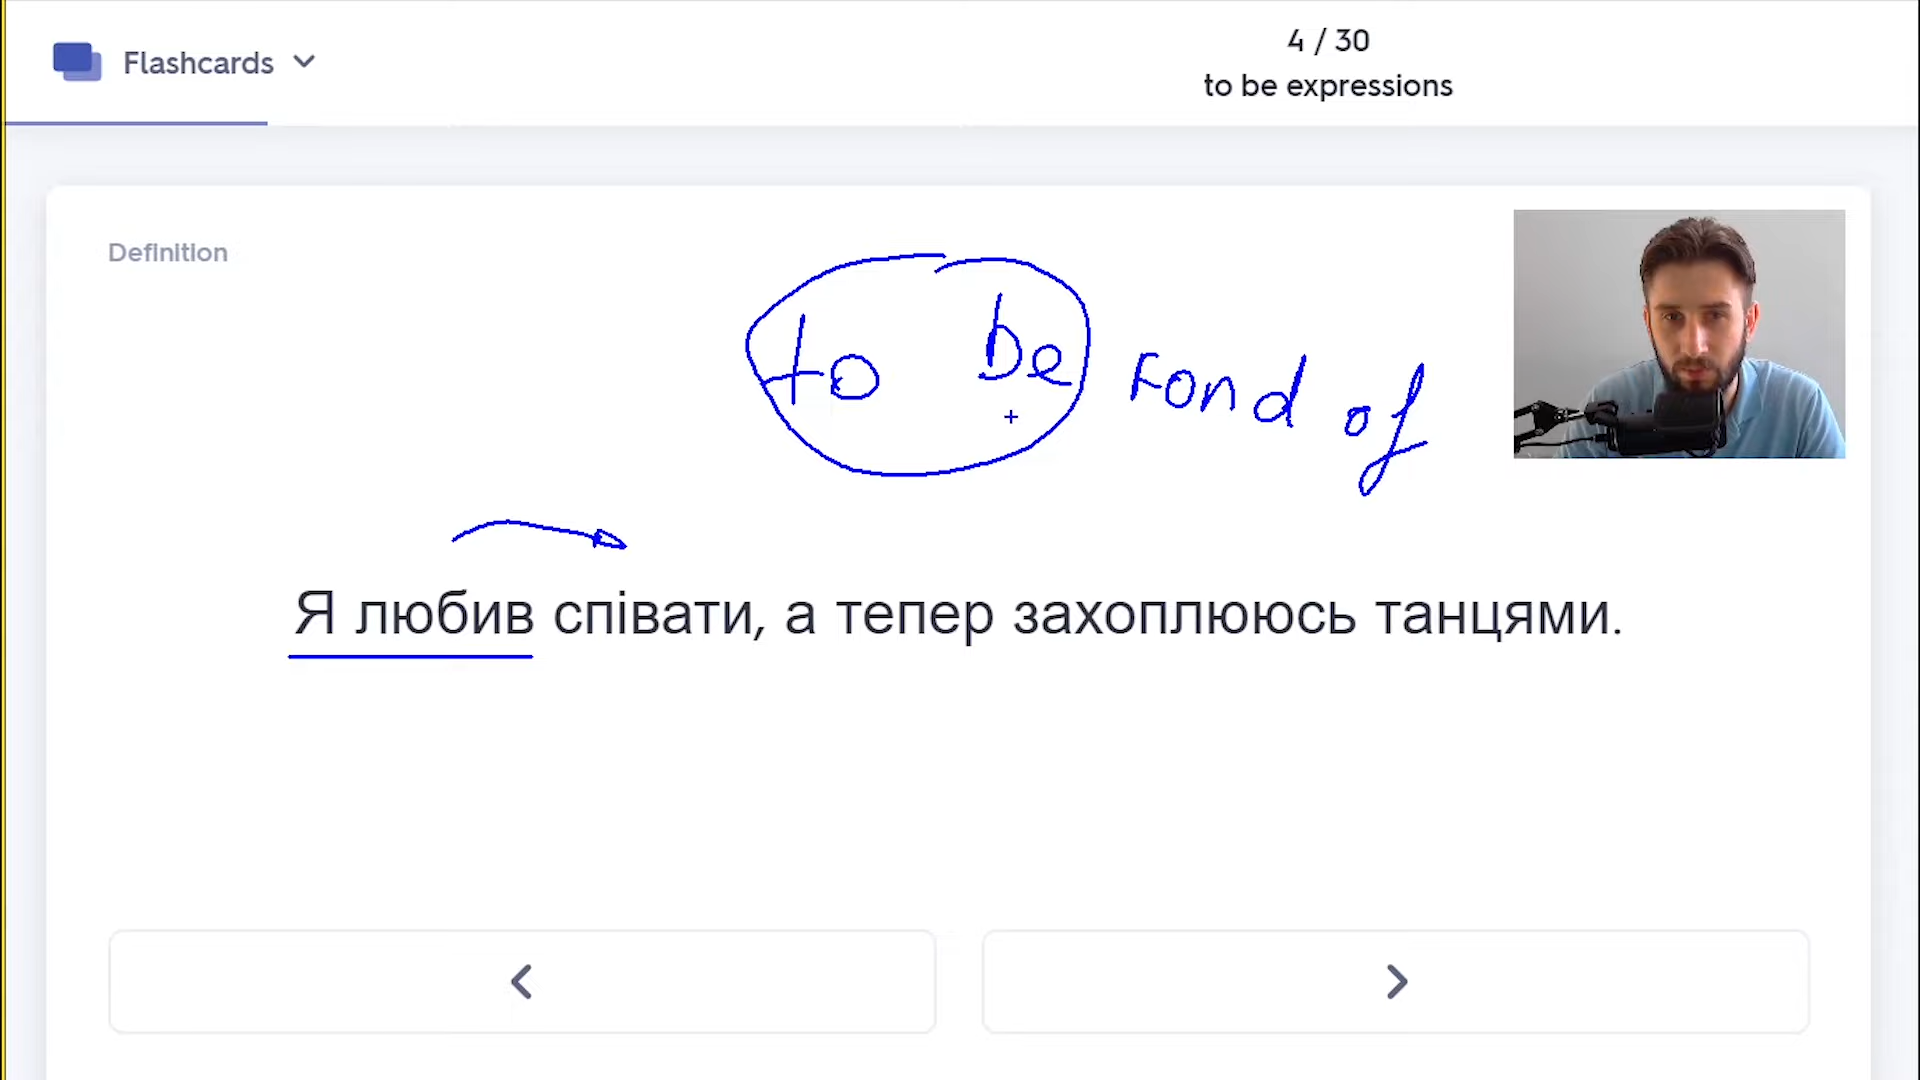 Flashcards
4 / 30
to be expressions
Definition
to be fond of
Я любив співати, а тепер захоплююсь танцями.